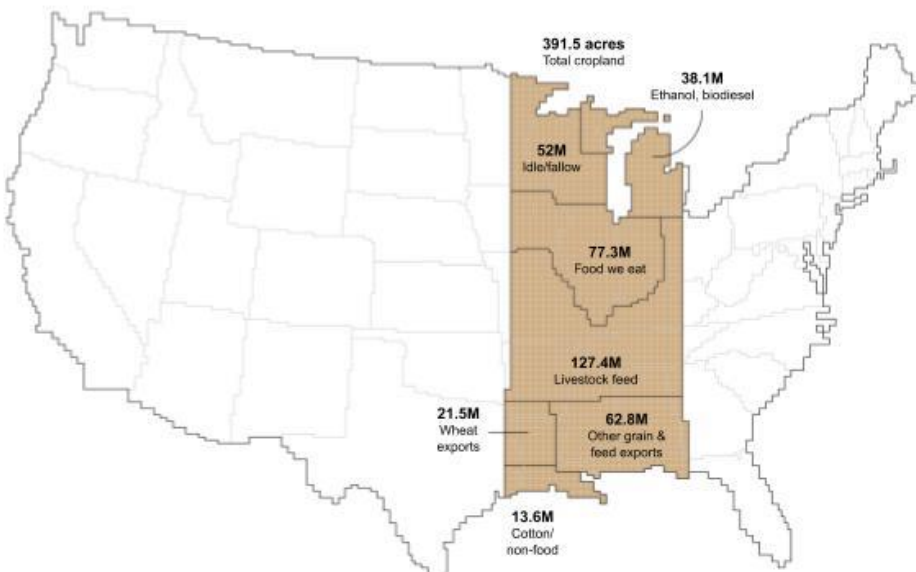 391.5 acres
Total cropland
38.1M
Ethanol, biodiesel
52M
Idle/fallow
77.3M
Food we eat
127.4M
Livestock feed
21.5M
Wheat
exports
62.8M
Other grain &
feed exports
13.6M
Cotton/
non-food